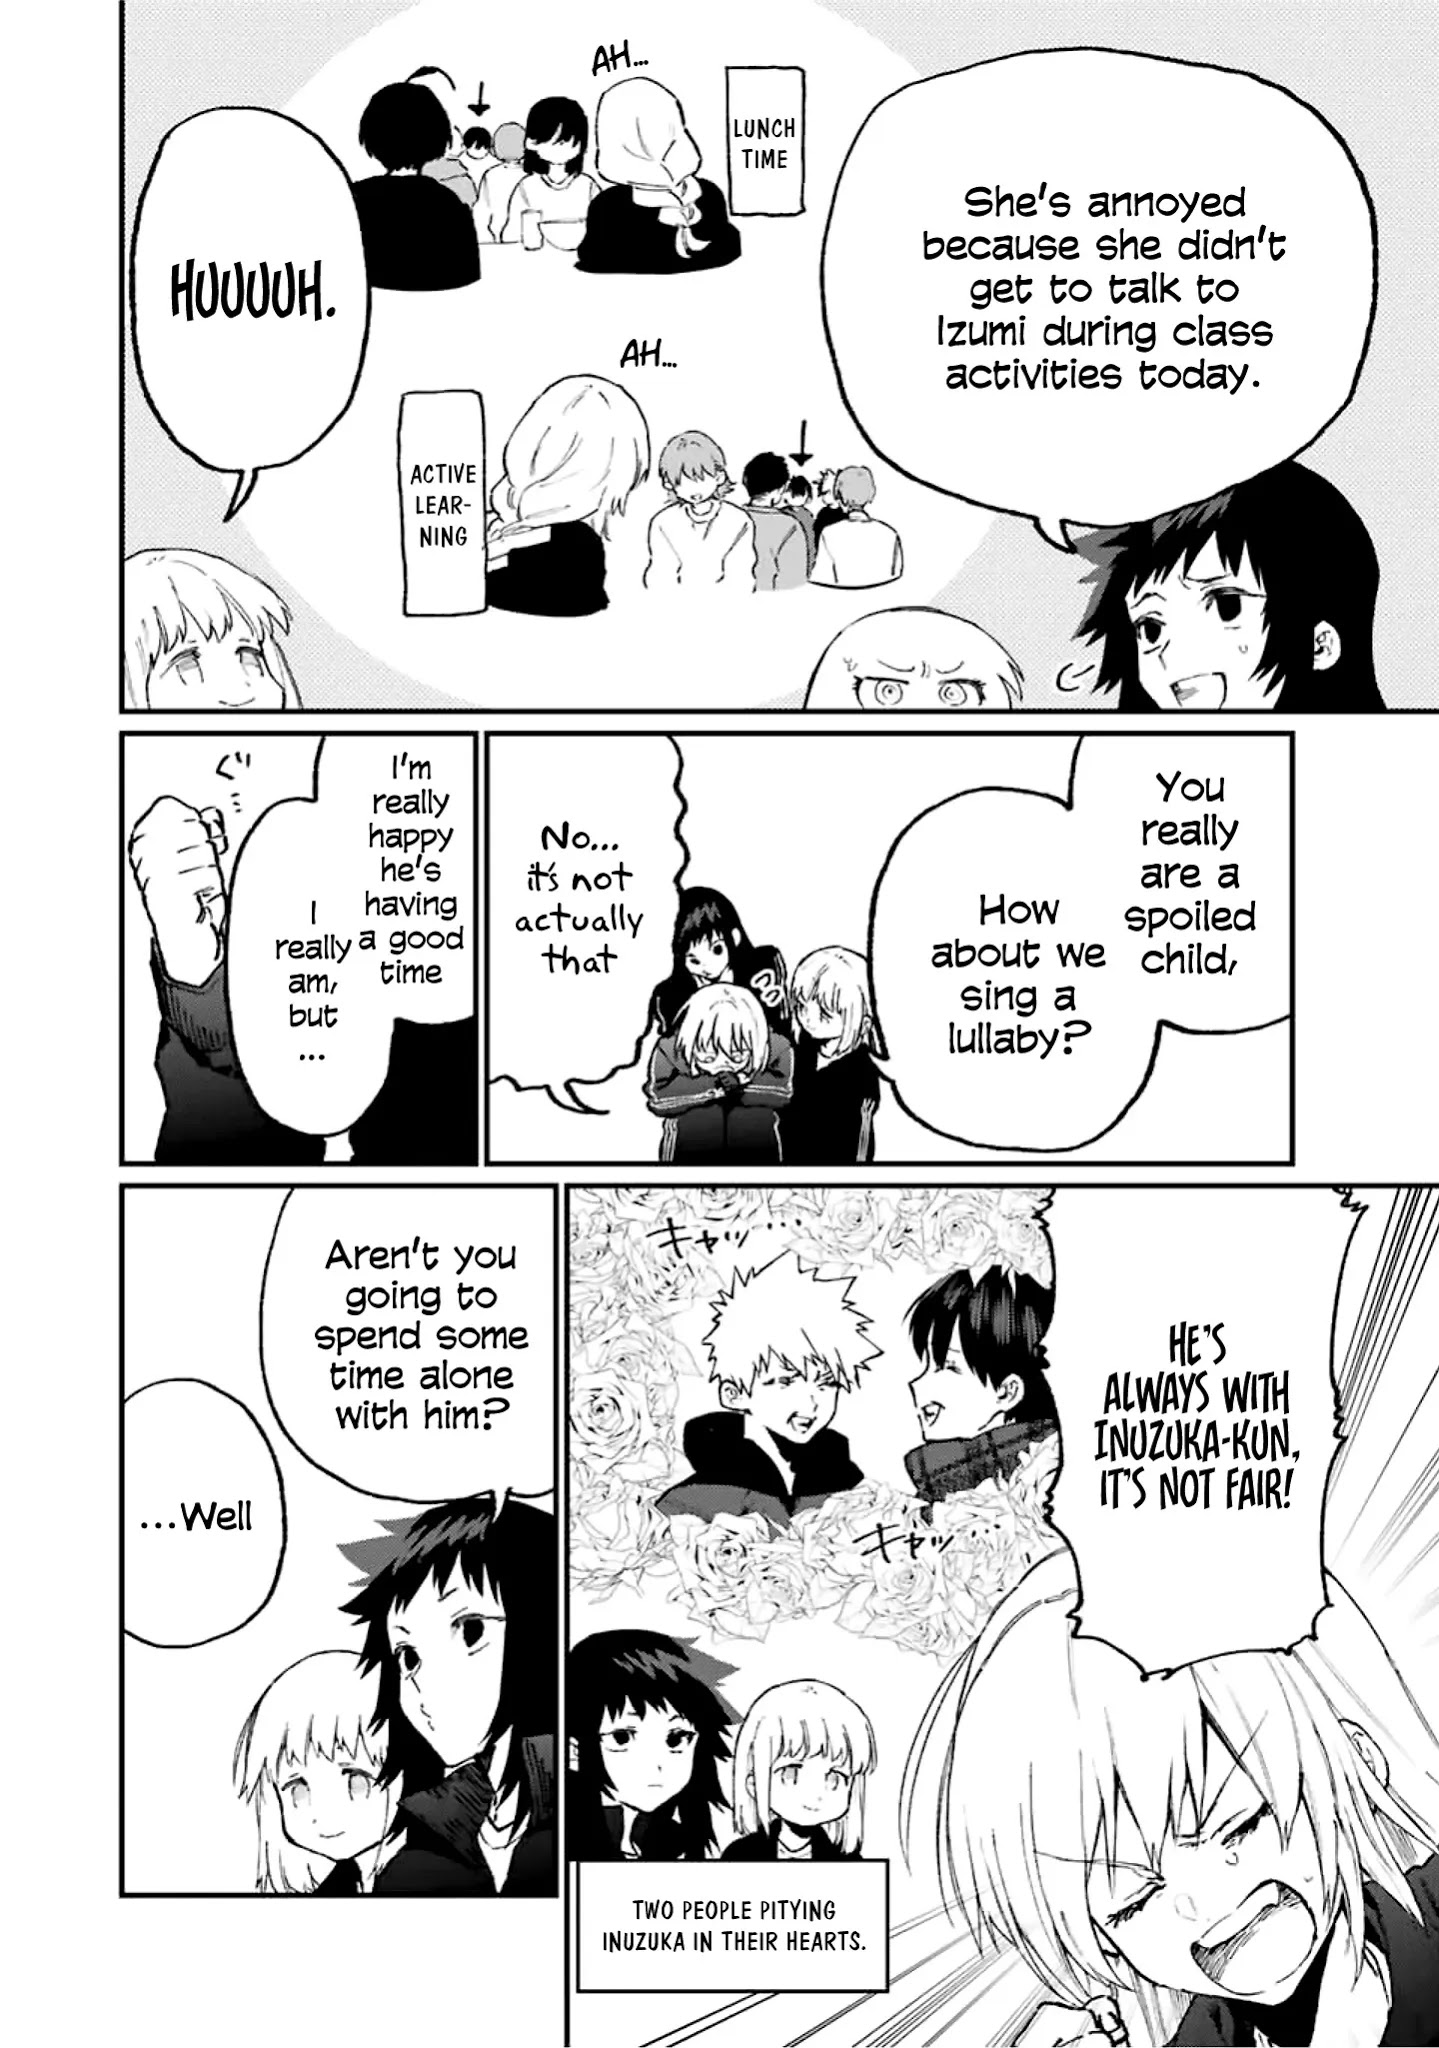 She's annoyed
because she didn't
get to talk to
Izumi during class
activities today.
LUNCH
TIME
AH...
AH...
ACTIVE
LEAR-
NING
HUUUUH.
You
really
are a
spoiled
child,
How
about we
sing a
lullaby?
No...
it's not
actually
that
I'm
really
happy
he's
having
a good
time
I
really
am,
but
...
ぐぐ
HE'S
ALWAYS WITH
INUZUKA-KUN,
IT'S NOT FAIR!
キャッ…
キャッ…
TWO PEOPLE PITYING
INUZUKA IN THEIR HEARTS.
Aren't you
going to
spend some
time alone
with him?
...Well